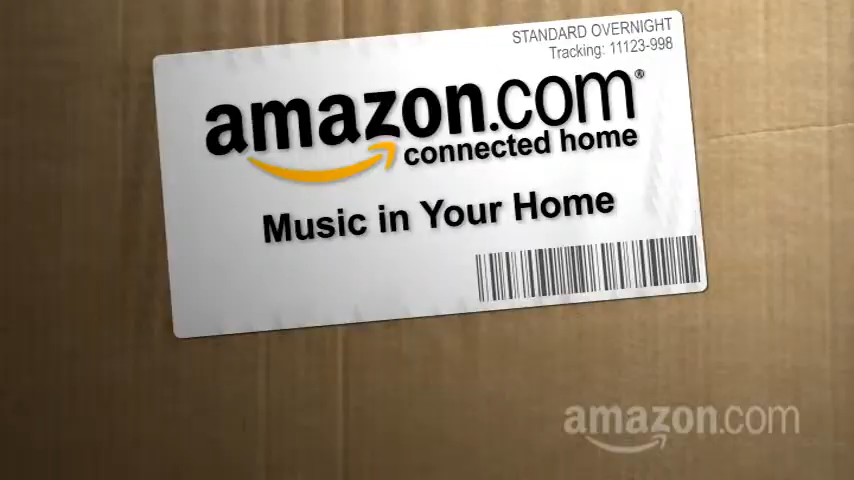 STANDARD OVERNIGHT
Tracking: 11123-998
amazon.com®
connected home
Music in Your Home
amazon.com